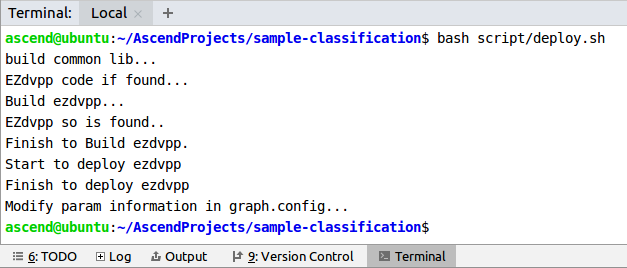 Terminal: Local × +
ascend@ubuntu:~/AscendProjects/sample-classification$ bash script/deploy.sh
build common lib...
EZdvpp code if found...
Build ezdvpp...
EZdvpp so is found..
Finish to Build ezdvpp.
Start to deploy ezdvpp
Finish to deploy ezdvpp
Modify param information in graph.config...
ascend@ubuntu:~/AscendProjects/sample-classification$
6: TODO Log Output 9: Version Control Terminal